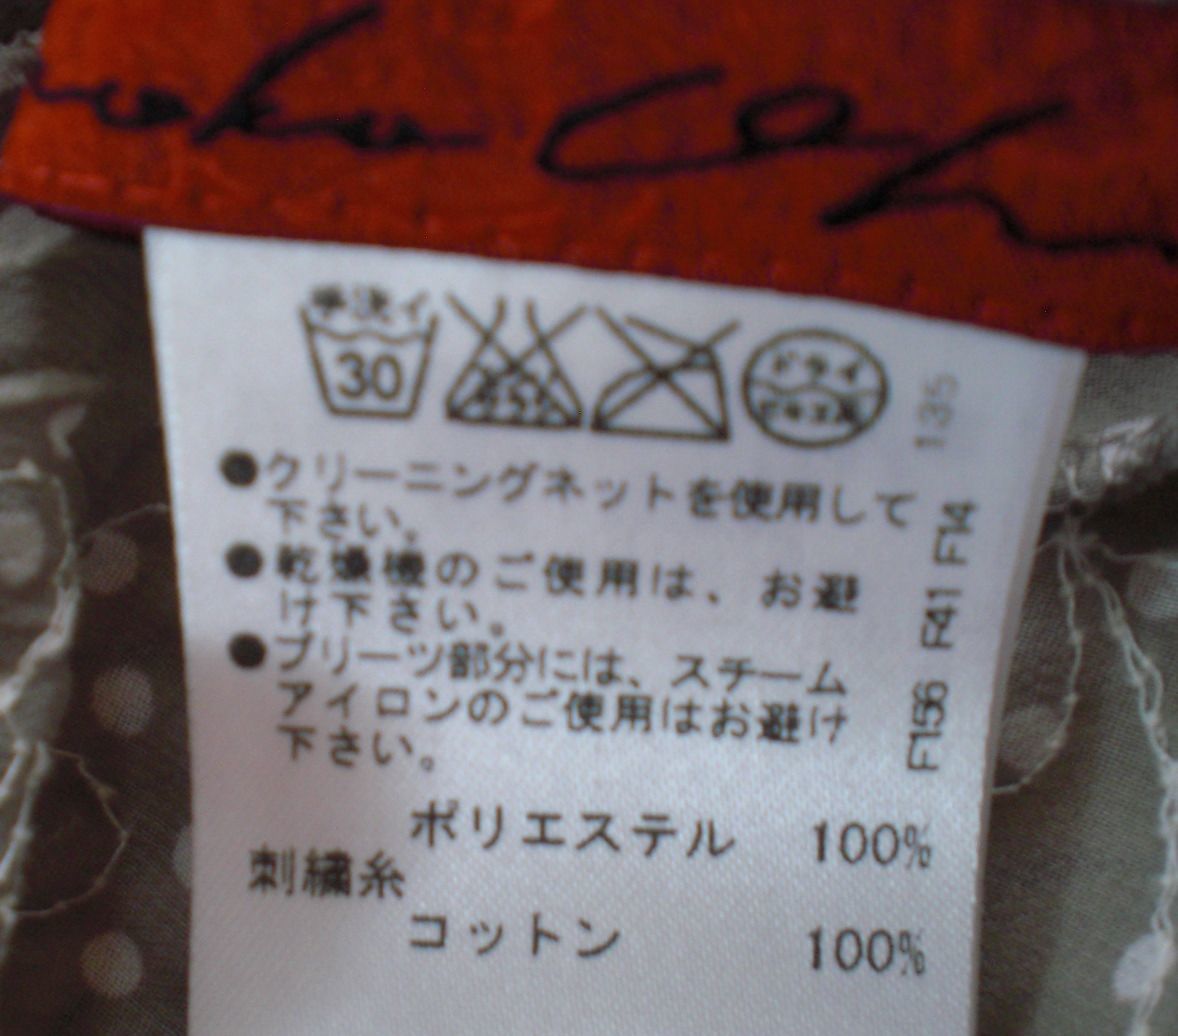 手洗イ
30
ドライ
セキユ系
135
●クリーニングネットを使用して
下さい。
●乾燥機のご使用は、お避
け下さい。
●プリーツ部分には、スチーム
アイロンのご使用はお避け
下さい。
F156 F41 F14
ポリエステル 100%
刺繍糸
コットン 100%